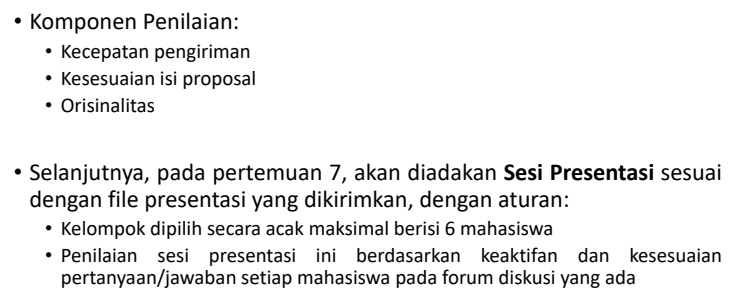 • Komponen Penilaian:
• Kecepatan pengiriman
• Kesesuaian isi proposal
• Orisinalitas
• Selanjutnya, pada pertemuan 7, akan diadakan Sesi Presentasi sesuai
dengan file presentasi yang dikirimkan, dengan aturan:
• Kelompok dipilih secara acak maksimal berisi 6 mahasiswa
• Penilaian sesi presentasi ini berdasarkan keaktifan dan kesesuaian
pertanyaan/jawaban setiap mahasiswa pada forum diskusi yang ada